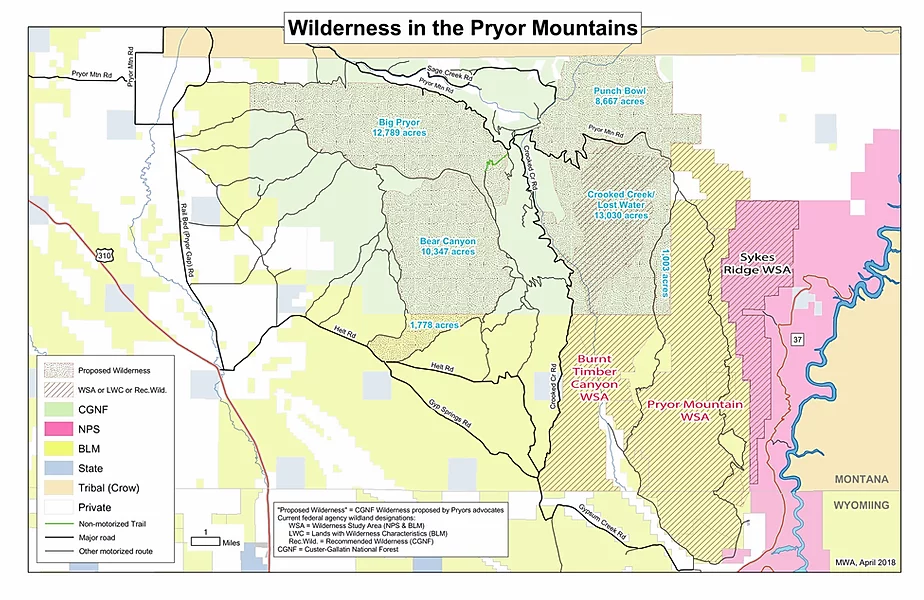 Wilderness in the Pryor Mountains
Pryor Mtn Rd
Pryor Mtn Rd
Sage Creek Rd
Pryor Mtn Rd
Punch Bowl
8,667 acres
Big Pryor
12,789 acres
Pryor Mtn Rd
Crooked Cr Rd
Crooked Creek/
Lost Water
13,030 acres
Rail Bed (Pryor Gap) Rd
310
Bear Canyon
10,347 acres
1,003 acres
Sykes
Ridge WSA
37
1,778 acres
Helt Rd
Helt Rd
Gyp Springs Rd
Crooked Cr Rd
Burnt
Timber
Canyon
WSA
Pryor Mountain
WSA
Proposed Wilderness
WSA or LWC or Rec.Wild.
CGNF
NPS
BLM
State
Tribal (Crow)
Private
Non-motorized Trail
Major road
Other motorized route
1
Miles
"Proposed Wilderness" = CGNF Wilderness proposed by Pryors advocates
Current federal agency wildland designations:
WSA = Wilderness Study Area (NPS & BLM)
LWC = Lands with Wilderness Characteristics (BLM)
Rec.Wild. = Recommended Wilderness (CGNF)
CGNF = Custer-Gallatin National Forest
Gypsum Creek Rd
MONTANA
WYOMIING
MWA, April 2018